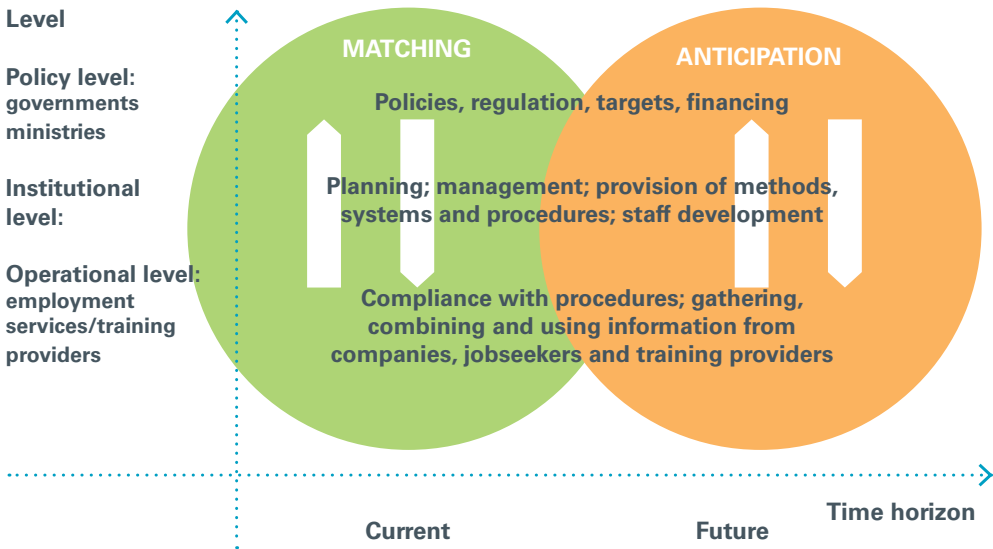 Level
Policy level:
governments
ministries
Institutional
level:
Operational level:
employment
services/training
providers
MATCHING
ANTICIPATION
Policies, regulation, targets, financing
Planning; management; provision of methods,
systems and procedures; staff development
Compliance with procedures; gathering,
combining and using information from
companies, jobseekers and training providers
Current
Future
Time horizon